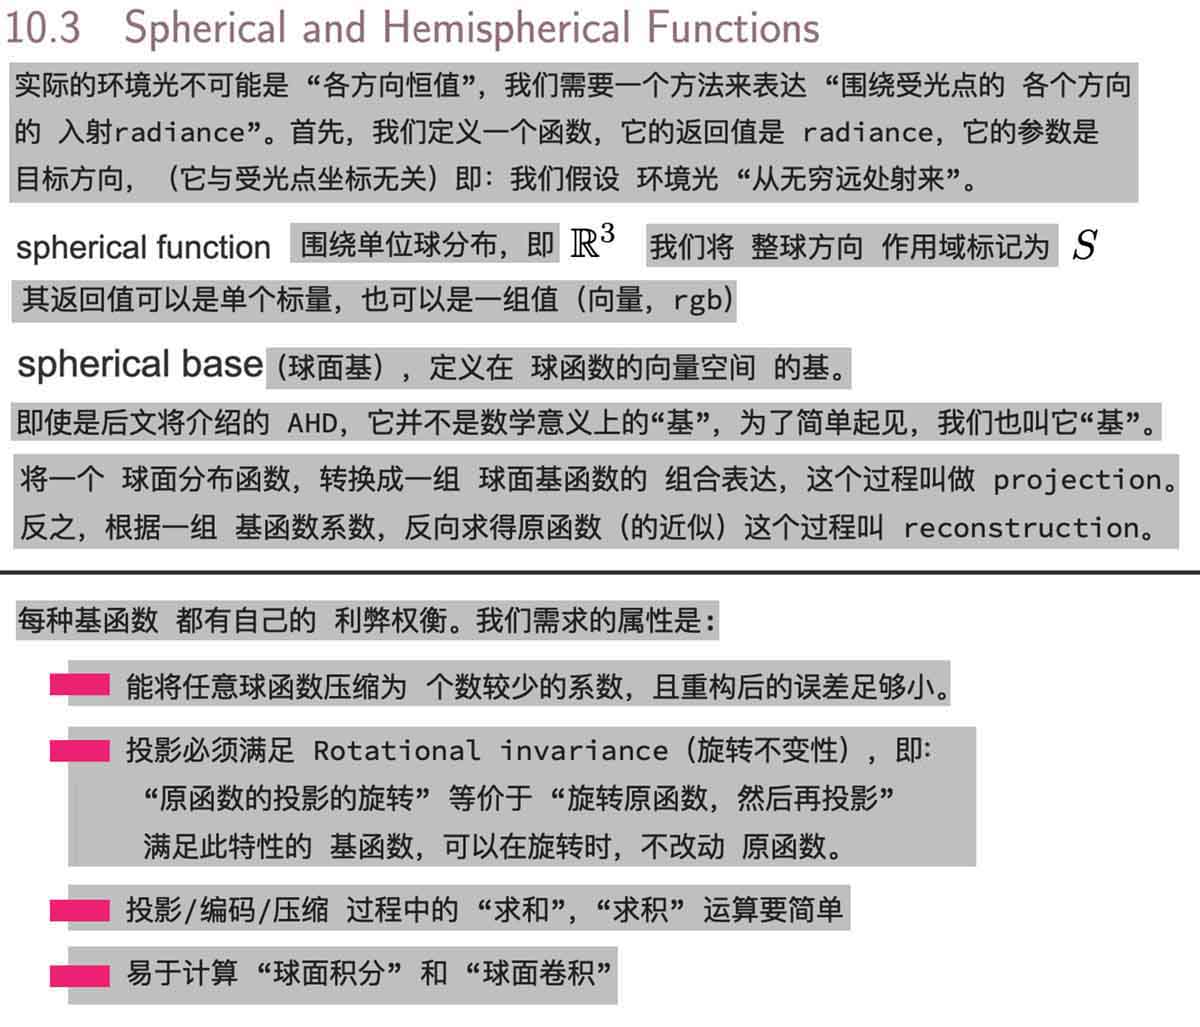 10.3 Spherical and Hemispherical Functions
实际的环境光不可能是 “各方向恒值”，我们需要一个方法来表达 “围绕受光点的 各个方向
的 入射radiance”。首先，我们定义一个函数，它的返回值是 radiance，它的参数是
目标方向，（它与受光点坐标无关）即：我们假设 环境光 “从无穷远处射来”。
spherical function 围绕单位球分布，即 ℝ³ 我们将 整球方向 作用域标记为 S
其返回值可以是单个标量，也可以是一组值（向量，rgb）
spherical base（球面基），定义在 球函数的向量空间 的基。
即使是后文将介绍的 AHD，它并不是数学意义上的“基”，为了简单起见，我们也叫它“基”。
将一个 球面分布函数，转换成一组 球面基函数的 组合表达，这个过程叫做 projection。
反之，根据一组 基函数系数，反向求得原函数（的近似）这个过程叫 reconstruction。
每种基函数 都有自己的 利弊权衡。我们需求的属性是：
能将任意球函数压缩为 个数较少的系数，且重构后的误差足够小。
投影必须满足 Rotational invariance（旋转不变性），即：
“原函数的投影的旋转” 等价于 “旋转原函数，然后再投影”
满足此特性的 基函数，可以在旋转时，不改动 原函数。
投影/编码/压缩 过程中的 “求和”，“求积” 运算要简单
易于计算 “球面积分” 和 “球面卷积”